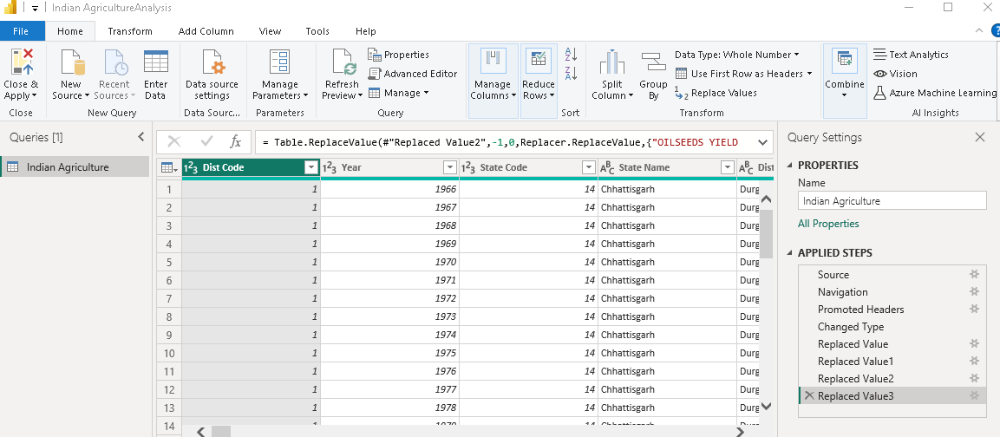 Indian AgricultureAnalysis
File Home Transform Add Column View Tools Help
Close & Apply
Close
New Source
Recent Sources
Enter Data
New Query
Data source settings
Data Sourc...
Manage Parameters
Parameters
Refresh Preview
Properties
Advanced Editor
Manage
Query
Manage Columns
Reduce Rows
Sort
Split Column
Group By
Data Type: Whole Number
Use First Row as Headers
Replace Values
Transform
Combine
Text Analytics
Vision
Azure Machine Learning
AI Insights
Queries [1]
Indian Agriculture
fx = Table.ReplaceValue(#"Replaced Value2",-1,0,Replacer.ReplaceValue,{"OILSEEDS YIELD
123 Dist Code 123 Year 123 State Code ABC State Name ABC Dist
1 1 1966 14 Chhattisgarh Durg
2 1 1967 14 Chhattisgarh Durg
3 1 1968 14 Chhattisgarh Durg
4 1 1969 14 Chhattisgarh Durg
5 1 1970 14 Chhattisgarh Durg
6 1 1971 14 Chhattisgarh Durg
7 1 1972 14 Chhattisgarh Durg
8 1 1973 14 Chhattisgarh Durg
9 1 1974 14 Chhattisgarh Durg
10 1 1975 14 Chhattisgarh Durg
11 1 1976 14 Chhattisgarh Durg
12 1 1977 14 Chhattisgarh Durg
13 1 1978 14 Chhattisgarh Durg
14
Query Settings
PROPERTIES
Name
Indian Agriculture
All Properties
APPLIED STEPS
Source
Navigation
Promoted Headers
Changed Type
Replaced Value
Replaced Value1
Replaced Value2
Replaced Value3